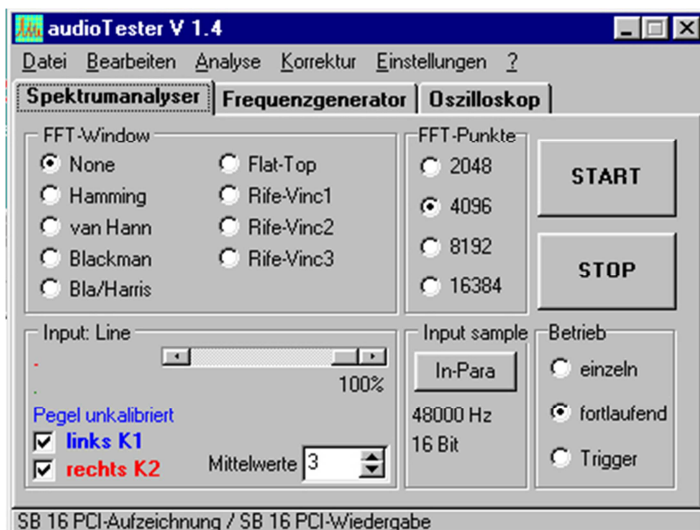 audioTester V 1.4
Datei Bearbeiten Analyse Korrektur Einstellungen ?
Spektrumanalyser Frequenzgenerator Oszilloskop
FFT-Window
None
Hamming
van Hann
Blackman
Bla/Harris
Flat-Top
Rife-Vinc1
Rife-Vinc2
Rife-Vinc3
FFT-Punkte
2048
4096
8192
16384
START
STOP
Input: Line
100%
Pegel unkalibriert
links K1
rechts K2
Mittelwerte 3
Input sample
In-Para
48000 Hz
16 Bit
Betrieb
einzeln
fortlaufend
Trigger
SB 16 PCI-Aufzeichnung / SB 16 PCI-Wiedergabe